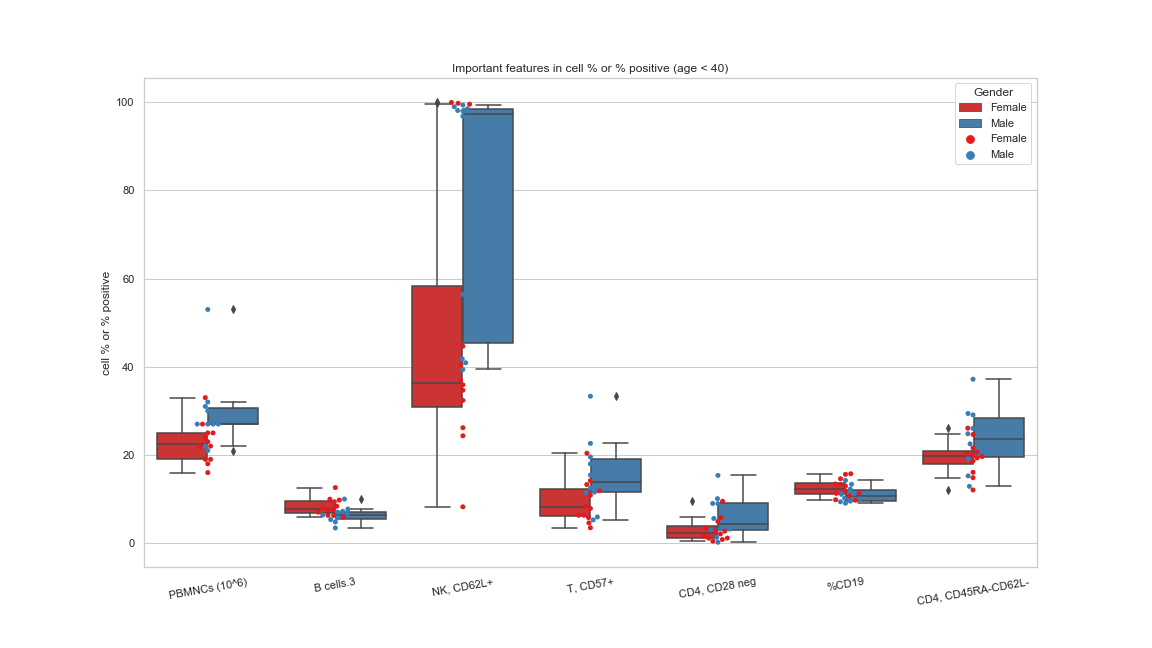 Important features in cell % or % positive (age < 40)
Gender
Female
Male
Female
Male
100
80
60
40
20
0
cell % or % positive
PBMNCs (10^6)
B cells.3
NK, CD62L+
T, CD57+
CD4, CD28 neg
%CD19
CD4, CD45RA-CD62L-